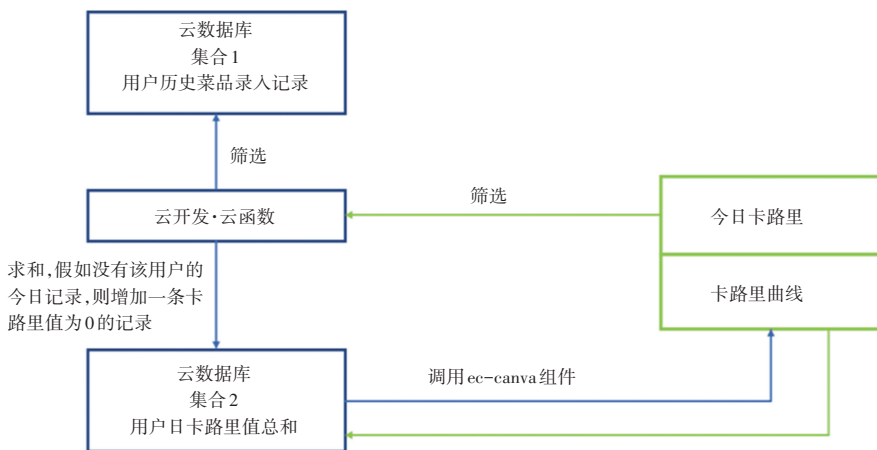 云数据库
集合1
用户历史菜品录入记录
筛选
筛选
云开发·云函数
今日卡路里
求和,假如没有该用户的
今日记录,则增加一条卡
路里值为0的记录
卡路里曲线
云数据库
集合2
用户日卡路里值总和
调用ec-canva组件